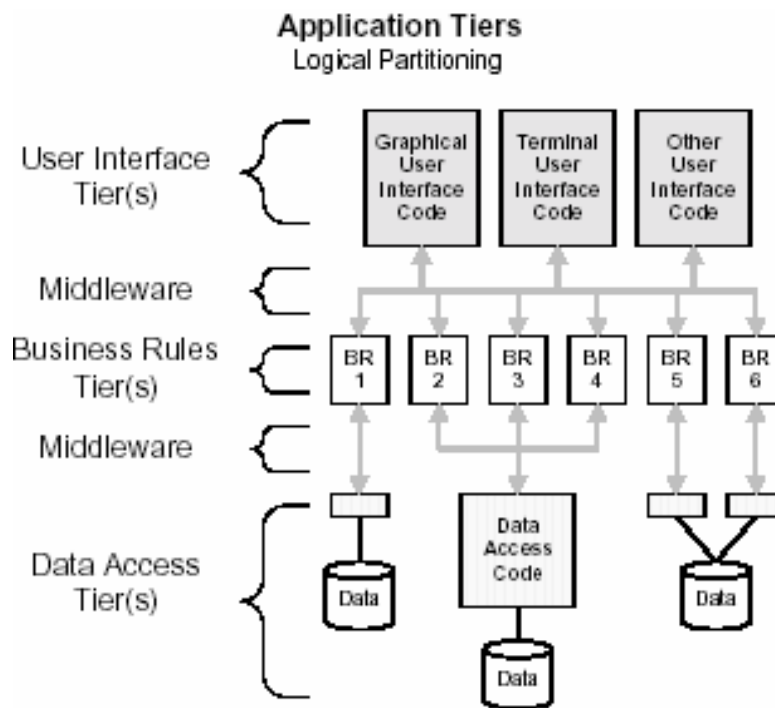 Application Tiers
Logical Partitioning
User Interface
Tier(s)
Graphical
User
Interface
Code
Terminal
User
Interface
Code
Other
User
Interface
Code
Middleware
Business Rules
Tier(s)
BR
1
BR
2
BR
3
BR
4
BR
5
BR
6
Middleware
Data Access
Tier(s)
Data
Access
Code
Data
Data
Data